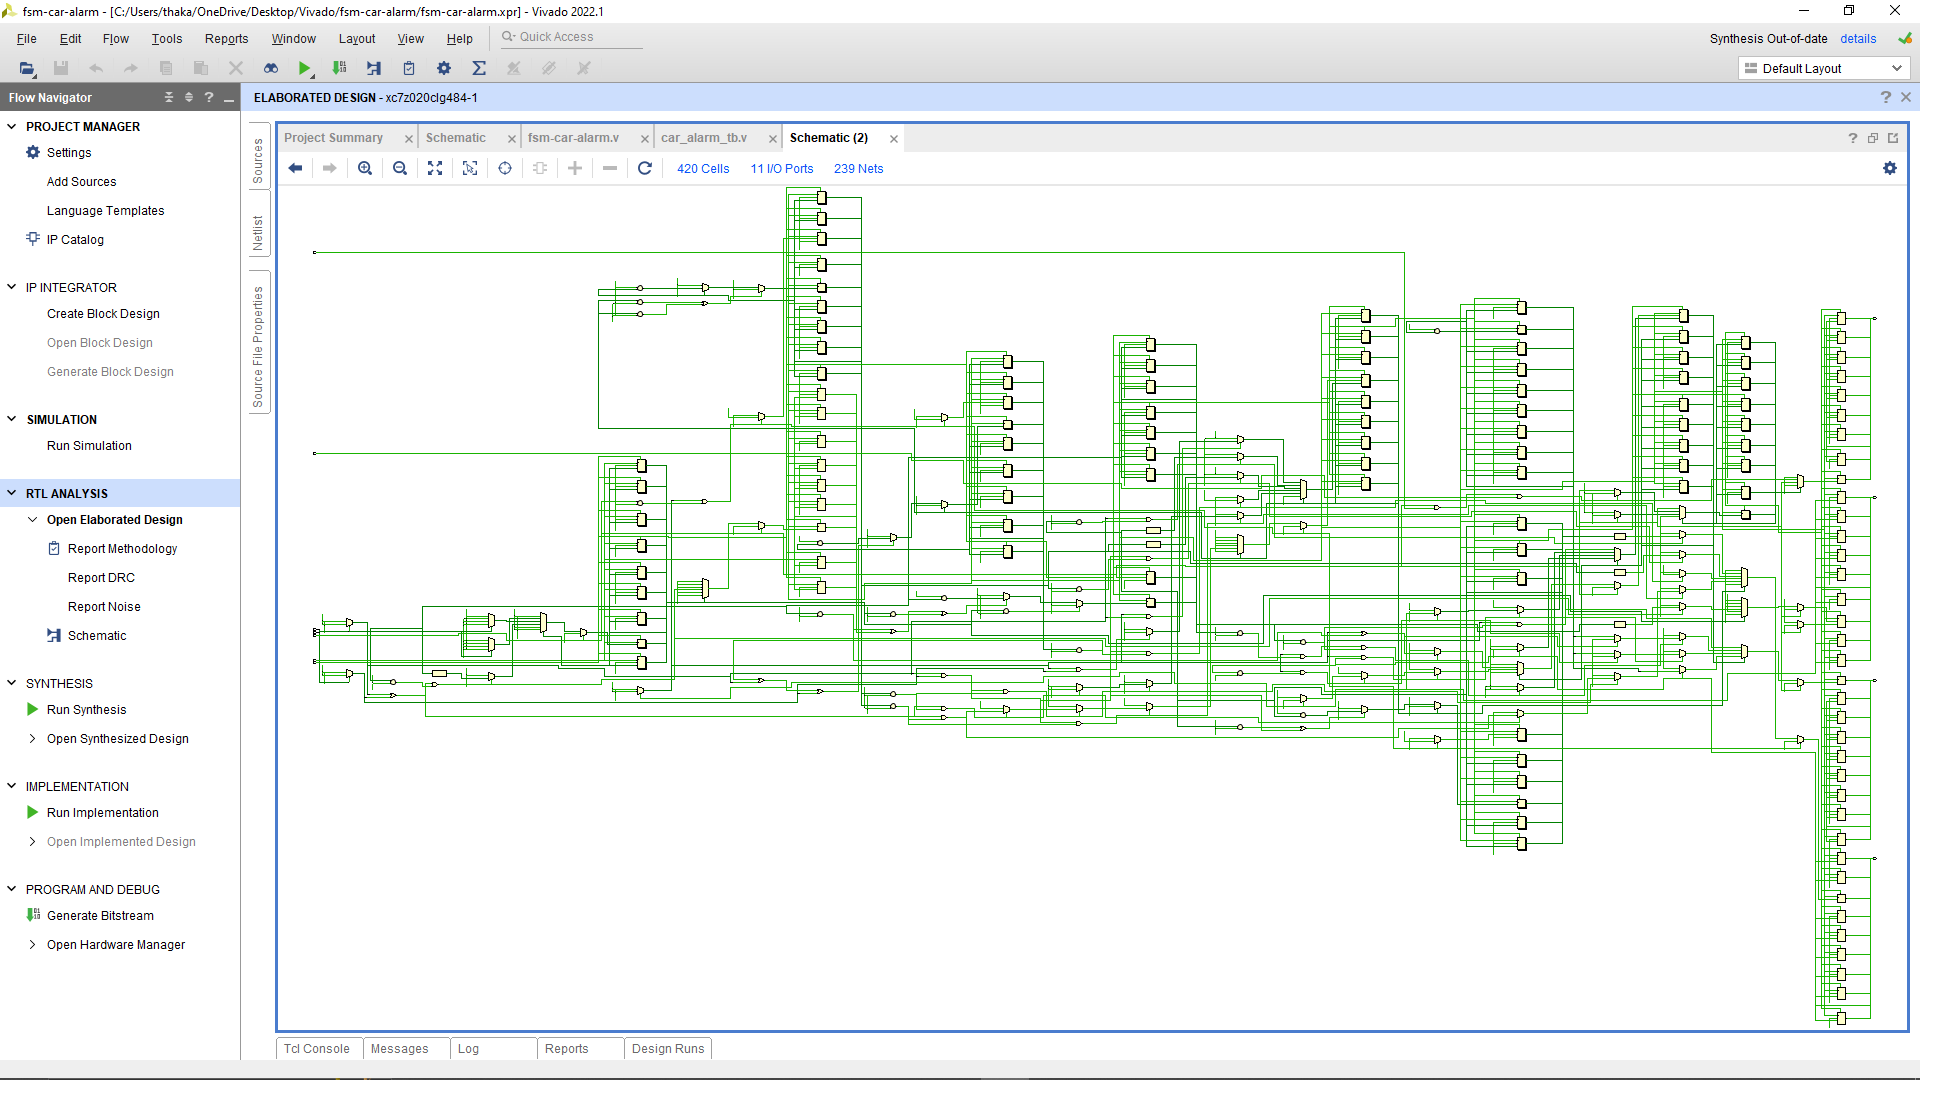 fsm-car-alarm - [C:/Users/thaka/OneDrive/Desktop/Vivado/fsm-car-alarm/fsm-car-alarm.xpr] - Vivado 2022.1
File Edit Flow Tools Reports Window Layout View Help Quick Access
Synthesis Out-of-date details
Default Layout
Flow Navigator
ELABORATED DESIGN - xc7z020clg484-1
PROJECT MANAGER
Settings
Add Sources
Language Templates
IP Catalog
IP INTEGRATOR
Create Block Design
Open Block Design
Generate Block Design
SIMULATION
Run Simulation
RTL ANALYSIS
Open Elaborated Design
Report Methodology
Report DRC
Report Noise
Schematic
SYNTHESIS
Run Synthesis
Open Synthesized Design
IMPLEMENTATION
Run Implementation
Open Implemented Design
PROGRAM AND DEBUG
Generate Bitstream
Open Hardware Manager
Sources
Netlist
Source File Properties
Project Summary Schematic fsm-car-alarm.v car_alarm_tb.v Schematic (2)
420 Cells 11 I/O Ports 239 Nets
Tcl Console Messages Log Reports Design Runs